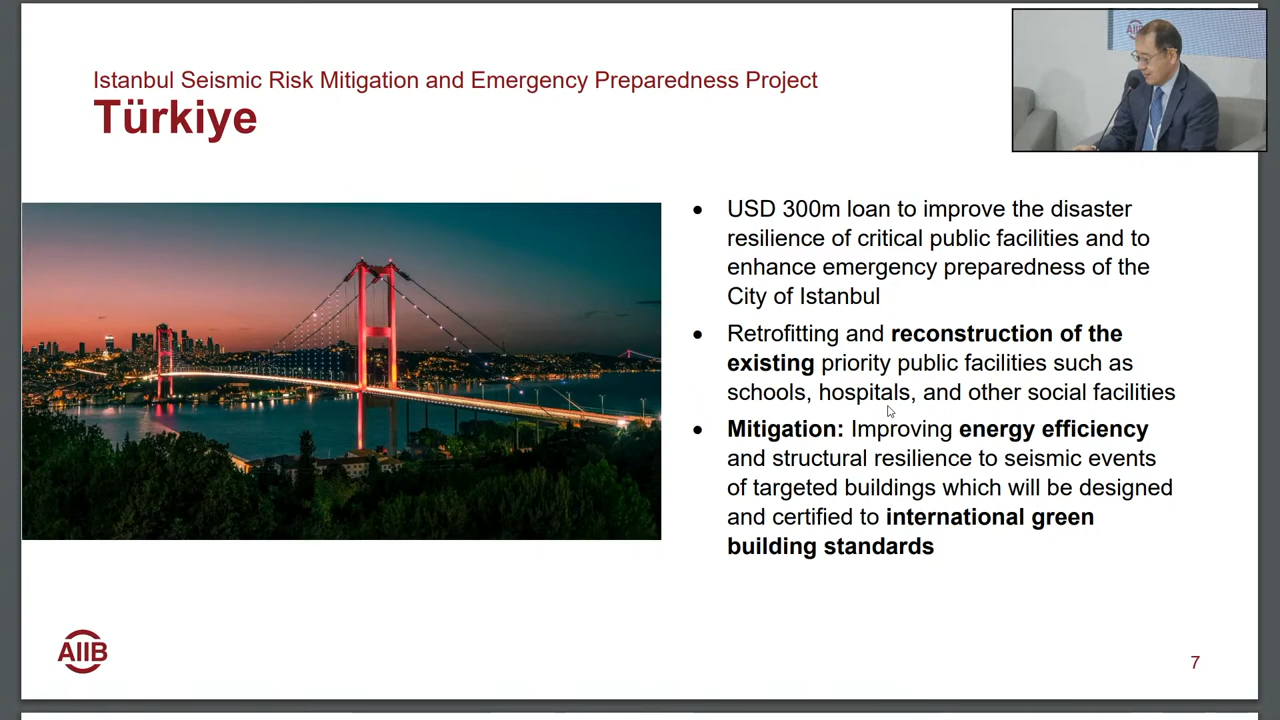 Istanbul Seismic Risk Mitigation and Emergency Preparedness Project
Türkiye
AIIB
• USD 300m loan to improve the disaster
resilience of critical public facilities and to
enhance emergency preparedness of the
City of Istanbul
• Retrofitting and reconstruction of the
existing priority public facilities such as
schools, hospitals, and other social facilities
• Mitigation: Improving energy efficiency
and structural resilience to seismic events
of targeted buildings which will be designed
and certified to international green
building standards
AIIB
7